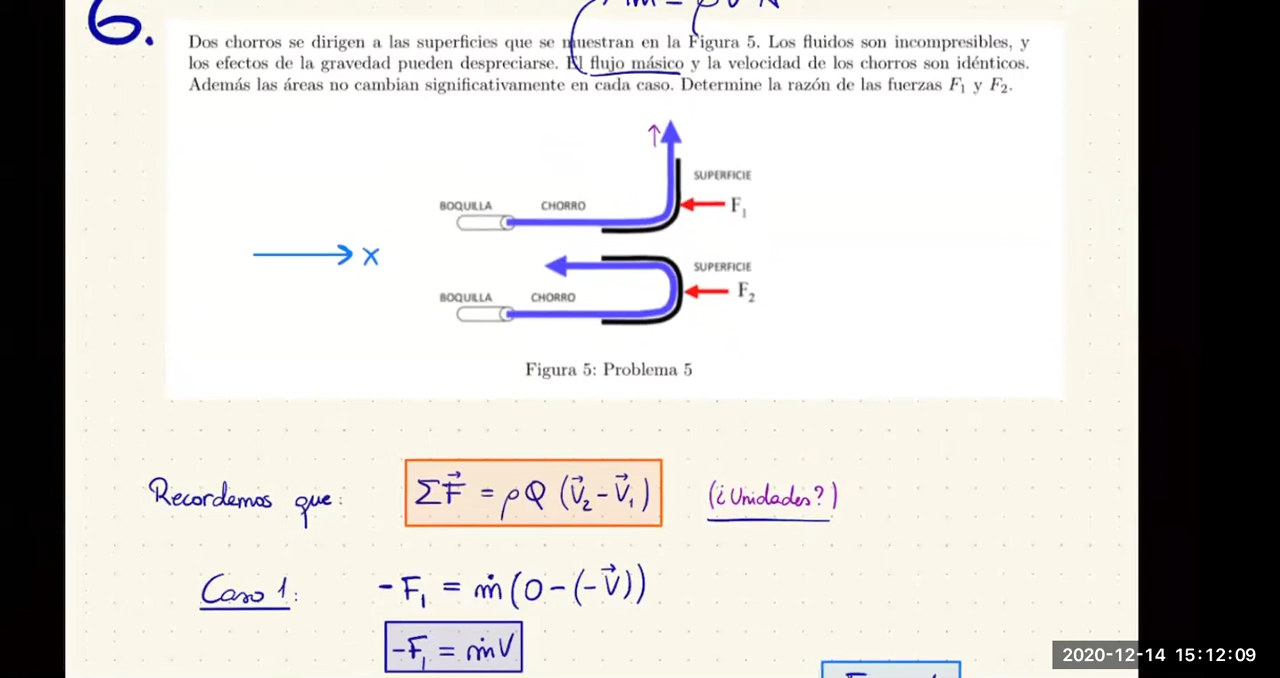 6.
ṁ = ρVA
Dos chorros se dirigen a las superficies que se muestran en la Figura 5. Los fluidos son incompresibles, y
los efectos de la gravedad pueden despreciarse. El flujo másico y la velocidad de los chorros son idénticos.
Además las áreas no cambian significativamente en cada caso. Determine la razón de las fuerzas F₁ y F₂.
SUPERFICIE
BOQUILLA CHORRO F₁
X
SUPERFICIE
BOQUILLA CHORRO F₂
Figura 5: Problema 5
Recordemos que: ΣF⃗ = ρQ (V⃗₂ - V⃗₁) (¿Unidades?)
Caso 1: -F₁ = ṁ(0-(-V⃗))
-F₁ = ṁV
2020-12-14 15:12:09